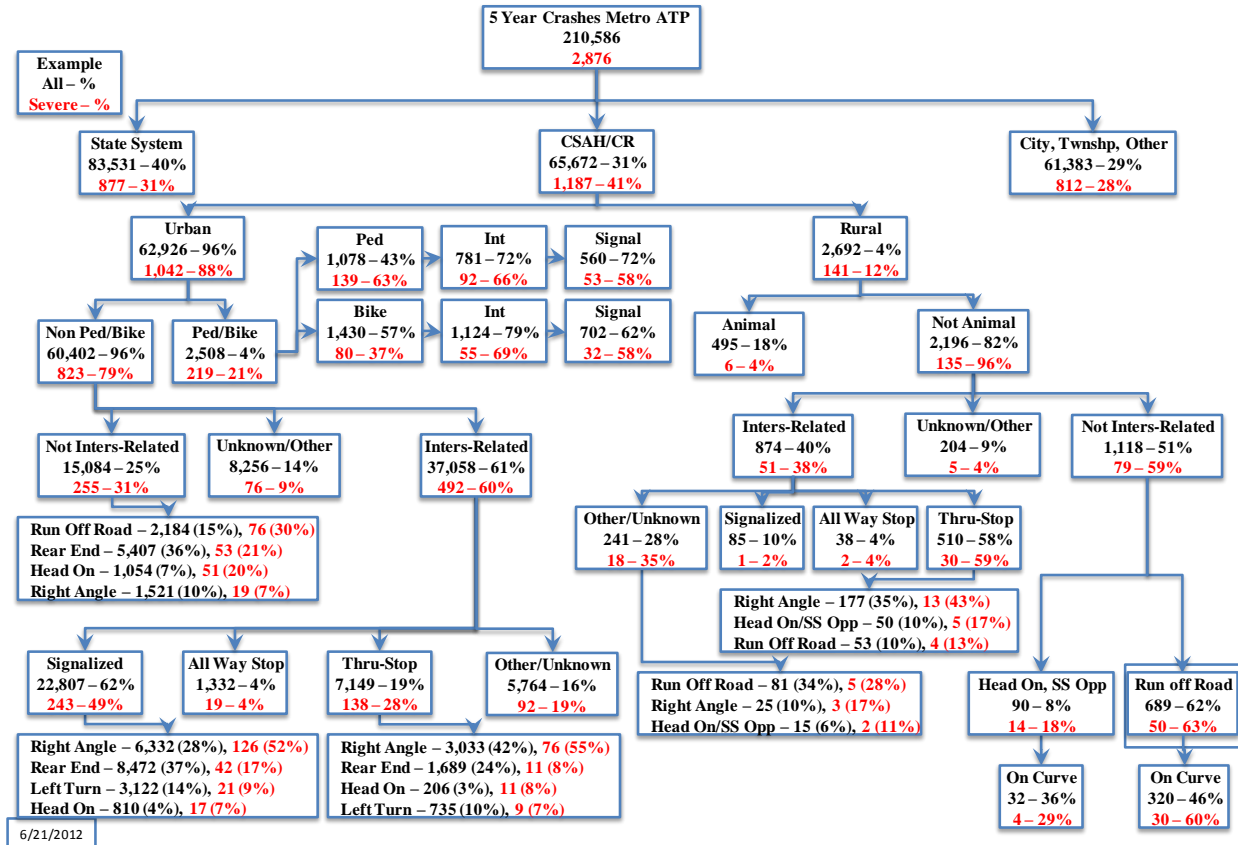 5 Year Crashes Metro ATP
210,586
2,876
Example
All – %
Severe – %
State System
83,531 – 40%
877 – 31%
CSAH/CR
65,672 – 31%
1,187 – 41%
City, Twnshp, Other
61,383 – 29%
812 – 28%
Urban
62,926 – 96%
1,042 – 88%
Ped
1,078 – 43%
139 – 63%
Int
781 – 72%
92 – 66%
Signal
560 – 72%
53 – 58%
Rural
2,692 – 4%
141 – 12%
Non Ped/Bike
60,402 – 96%
823 – 79%
Ped/Bike
2,508 – 4%
219 – 21%
Bike
1,430 – 57%
80 – 37%
Int
1,124 – 79%
55 – 69%
Signal
702 – 62%
32 – 58%
Animal
495 – 18%
6 – 4%
Not Animal
2,196 – 82%
135 – 96%
Not Inters-Related
15,084 – 25%
255 – 31%
Unknown/Other
8,256 – 14%
76 – 9%
Inters-Related
37,058 – 61%
492 – 60%
Inters-Related
874 – 40%
51 – 38%
Unknown/Other
204 – 9%
5 – 4%
Not Inters-Related
1,118 – 51%
79 – 59%
Run Off Road – 2,184 (15%), 76 (30%)
Rear End – 5,407 (36%), 53 (21%)
Head On – 1,054 (7%), 51 (20%)
Right Angle – 1,521 (10%), 19 (7%)
Other/Unknown
241 – 28%
18 – 35%
Signalized
85 – 10%
1 – 2%
All Way Stop
38 – 4%
2 – 4%
Thru-Stop
510 – 58%
30 – 59%
Right Angle – 177 (35%), 13 (43%)
Head On/SS Opp – 50 (10%), 5 (17%)
Run Off Road – 53 (10%), 4 (13%)
Signalized
22,807 – 62%
243 – 49%
All Way Stop
1,332 – 4%
19 – 4%
Thru-Stop
7,149 – 19%
138 – 28%
Other/Unknown
5,764 – 16%
92 – 19%
Run Off Road – 81 (34%), 5 (28%)
Right Angle – 25 (10%), 3 (17%)
Head On/SS Opp – 15 (6%), 2 (11%)
Head On, SS Opp
90 – 8%
14 – 18%
Run off Road
689 – 62%
50 – 63%
Right Angle – 6,332 (28%), 126 (52%)
Rear End – 8,472 (37%), 42 (17%)
Left Turn – 3,122 (14%), 21 (9%)
Head On – 810 (4%), 17 (7%)
Right Angle – 3,033 (42%), 76 (55%)
Rear End – 1,689 (24%), 11 (8%)
Head On – 206 (3%), 11 (8%)
Left Turn – 735 (10%), 9 (7%)
On Curve
32 – 36%
4 – 29%
On Curve
320 – 46%
30 – 60%
6/21/2012